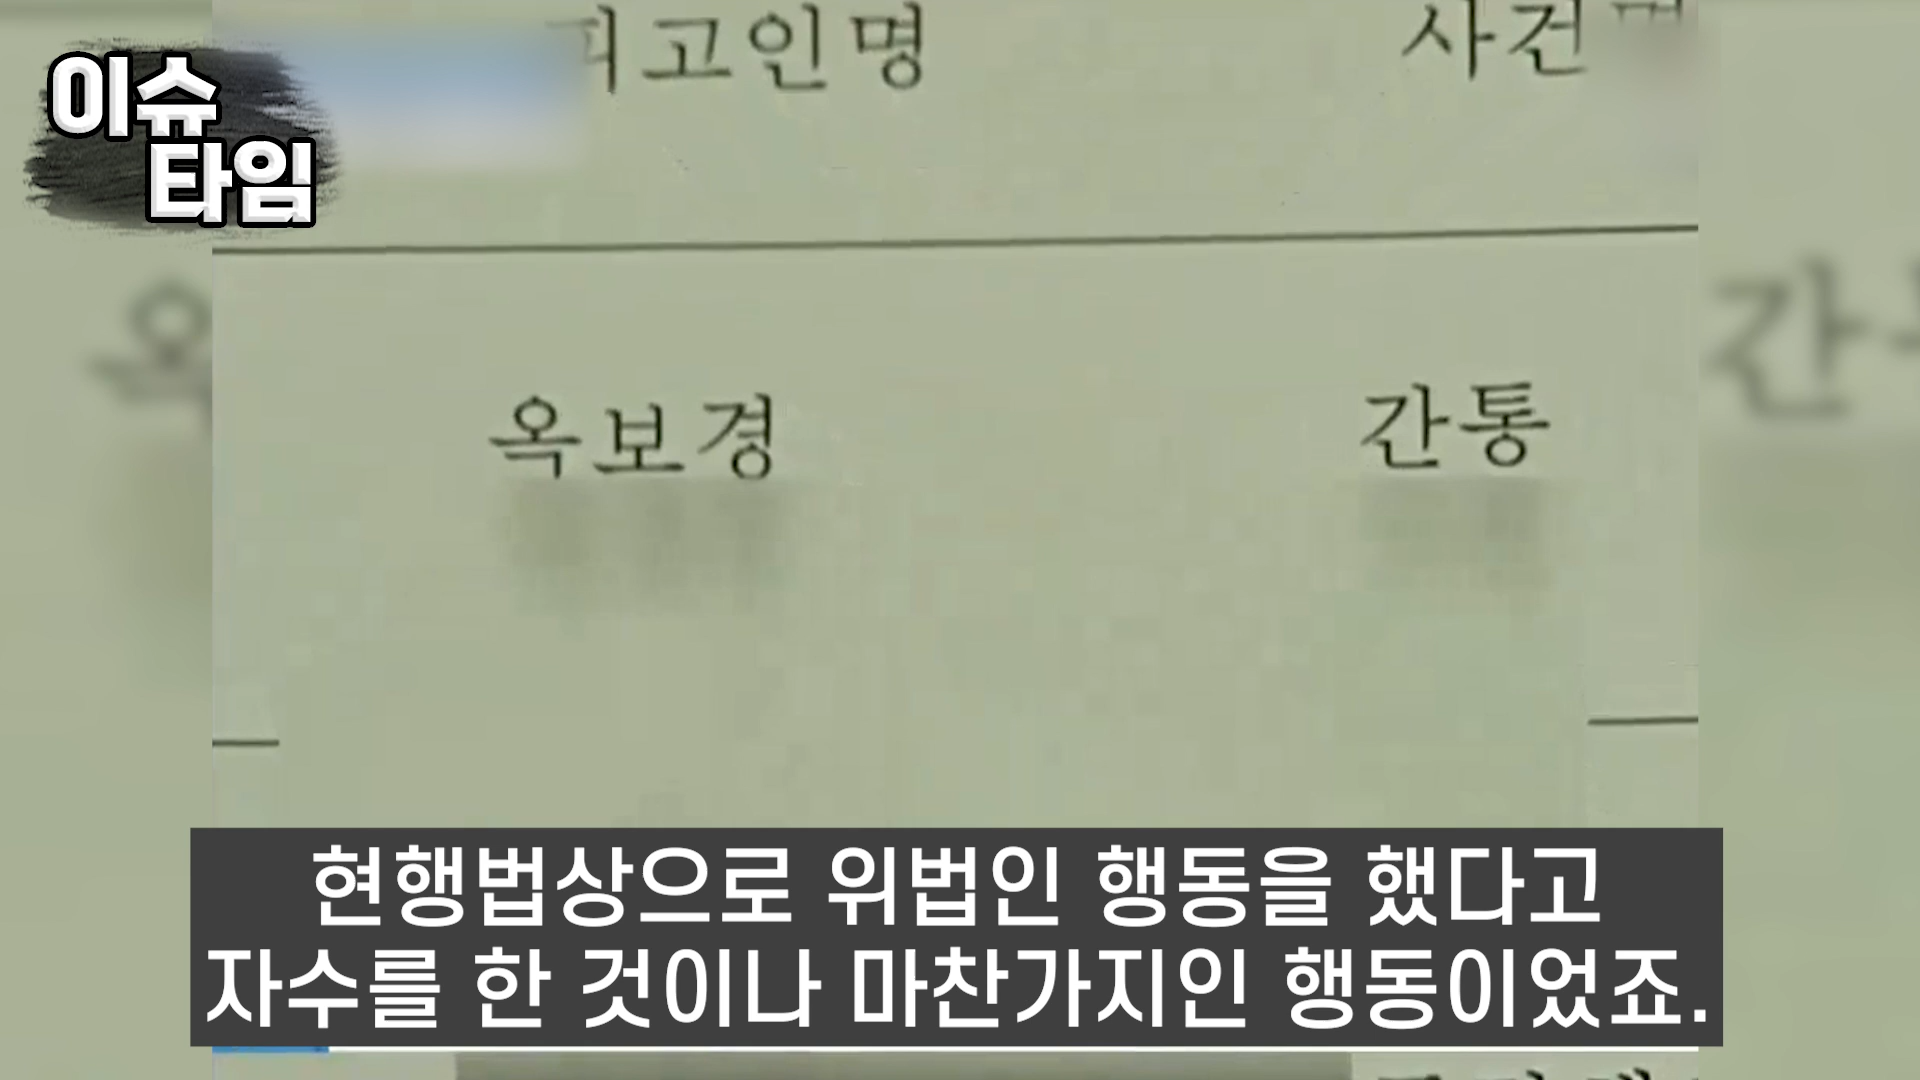 이슈
타임
피고인명 사건명
옥보경 간통
현행법상으로 위법인 행동을 했다고
자수를 한 것이나 마찬가지인 행동이었죠.